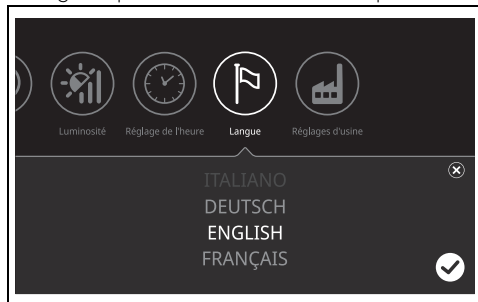 Luminosité Réglage de l'heure Langue Réglages d'usine
ITALIANO
DEUTSCH
ENGLISH
FRANÇAIS